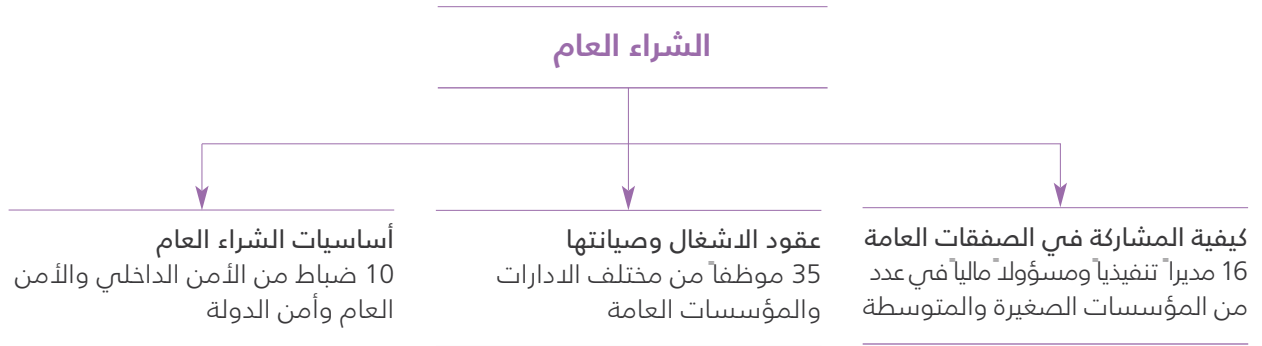 الشراء العام
كيفية المشاركة في الصفقات العامة
16 مديراً تنفيذياً ومسؤولاً مالياً في عدد
من المؤسسات الصغيرة والمتوسطة
عقود الاشغال وصيانتها
35 موظفاً من مختلف الادارات
والمؤسسات العامة
أساسيات الشراء العام
10 ضباط من الأمن الداخلي والأمن
العام وأمن الدولة